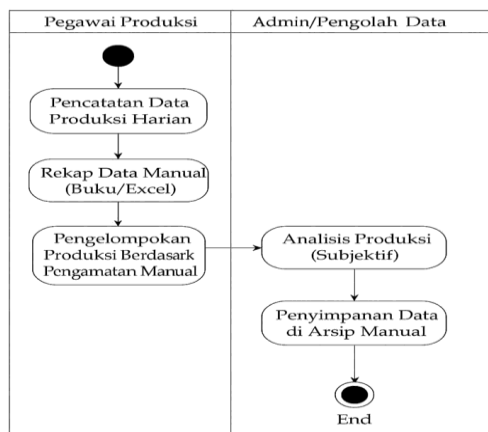 Pegawai Produksi
Admin/Pengolah Data
Pencatatan Data
Produksi Harian
Rekap Data Manual
(Buku/Excel)
Pengelompokan
Produksi Berdasark
Pengamatan Manual
Analisis Produksi
(Subjektif)
Penyimpanan Data
di Arsip Manual
End